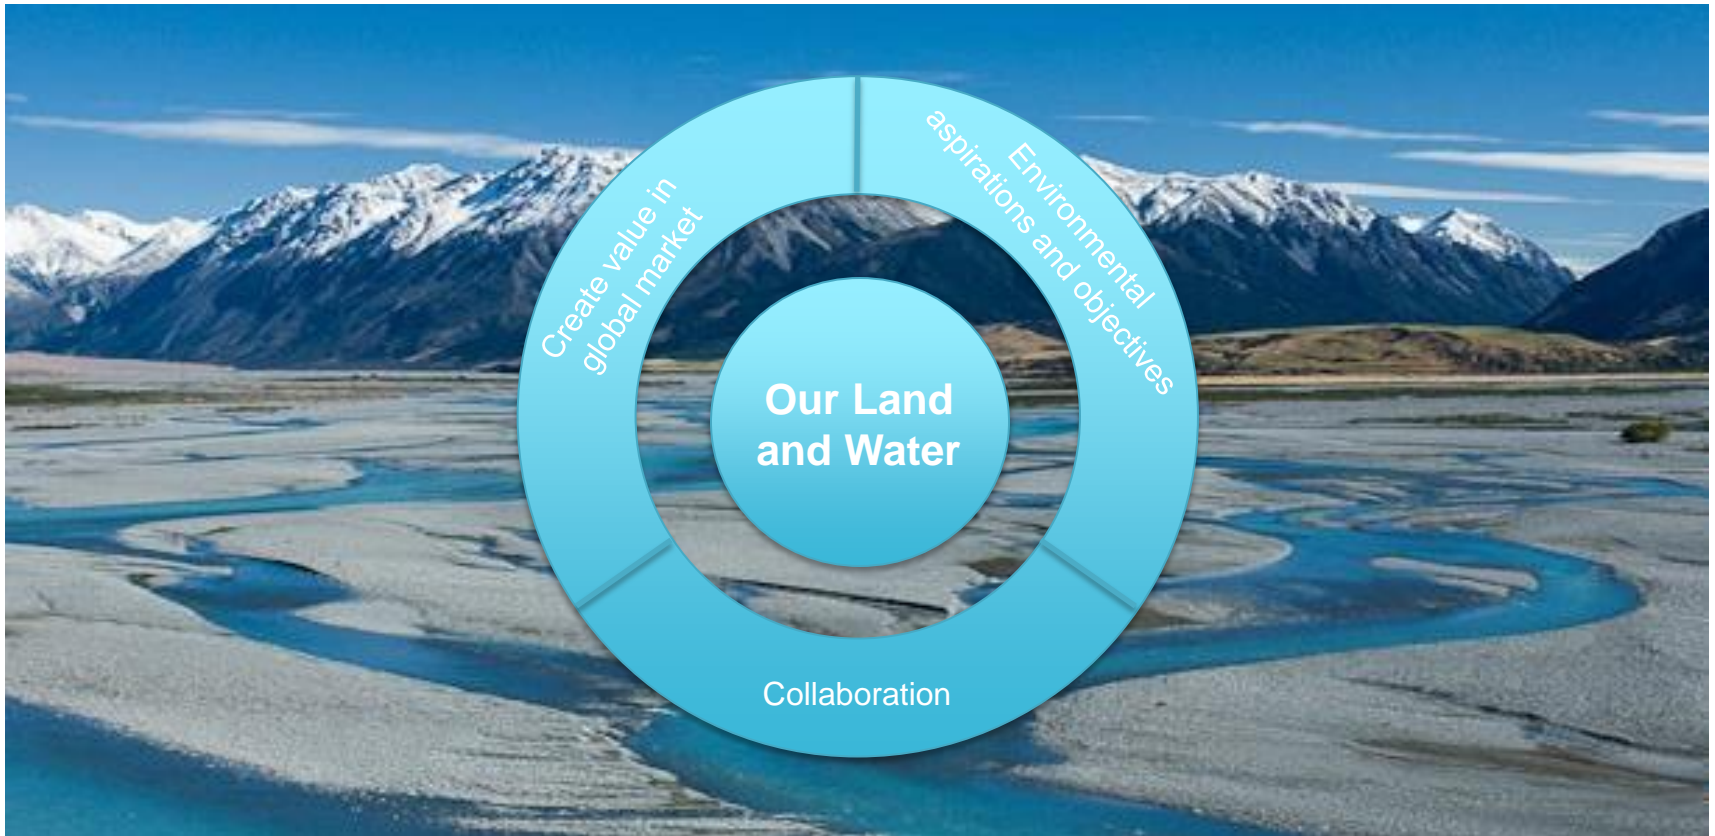 Create value in
global market
Environmental
aspirations and objectives
Our Land
and Water
Collaboration